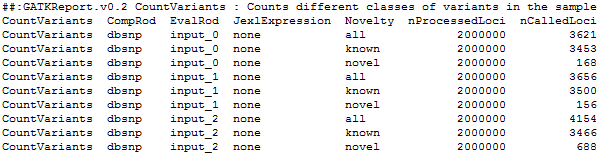 ##:GATKReport.v0.2 CountVariants : Counts different classes of variants in the sample
CountVariants  CompRod  EvalRod  JexlExpression  Novelty  nProcessedLoci  nCalledLoci
CountVariants  dbsnp    input_0  none            all             2000000         3621
CountVariants  dbsnp    input_0  none            known           2000000         3453
CountVariants  dbsnp    input_0  none            novel           2000000          168
CountVariants  dbsnp    input_1  none            all             2000000         3656
CountVariants  dbsnp    input_1  none            known           2000000         3500
CountVariants  dbsnp    input_1  none            novel           2000000          156
CountVariants  dbsnp    input_2  none            all             2000000         4154
CountVariants  dbsnp    input_2  none            known           2000000         3466
CountVariants  dbsnp    input_2  none            novel           2000000          688